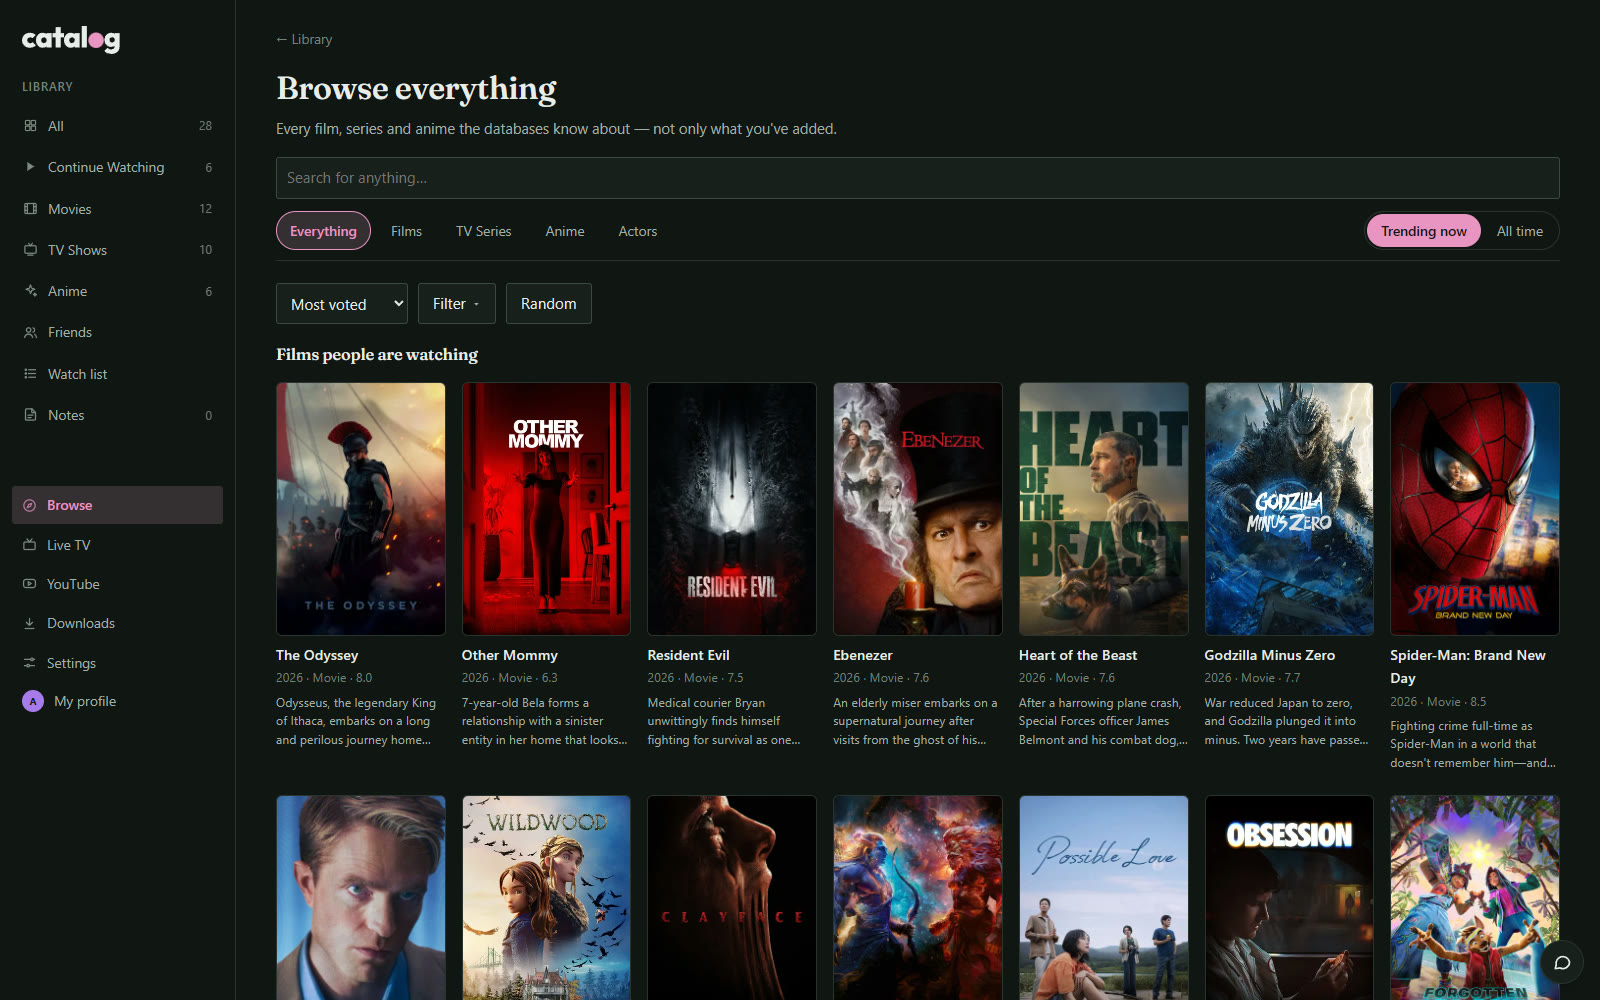 catalog
LIBRARY
All 28
Continue Watching 6
Movies 12
TV Shows 10
Anime 6
Friends
Watch list
Notes 0
Browse
Live TV
YouTube
Downloads
Settings
A My profile
← Library
Browse everything
Every film, series and anime the databases know about — not only what you've added.
Search for anything...
Everything Films TV Series Anime Actors Trending now All time
Most voted Filter Random
Films people are watching
THE ODYSSEY
OTHER
MOMMY
RESIDENT EVIL
EBENEZER
HEART
OF
THE
BEAST
GODZILLA
MINUS ZERO
SPIDER-MAN
BRAND NEW DAY
The Odyssey
2026 · Movie · 8.0
Odysseus, the legendary King
of Ithaca, embarks on a long
and perilous journey home...
Other Mommy
2026 · Movie · 6.3
7-year-old Bela forms a
relationship with a sinister
entity in her home that looks...
Resident Evil
2026 · Movie · 7.5
Medical courier Bryan
unwittingly finds himself
fighting for survival as one...
Ebenezer
2026 · Movie · 7.6
An elderly miser embarks on a
supernatural journey after
visits from the ghost of his...
Heart of the Beast
2026 · Movie · 7.6
After a harrowing plane crash,
Special Forces officer James
Belmont and his combat dog,...
Godzilla Minus Zero
2026 · Movie · 7.7
War reduced Japan to zero,
and Godzilla plunged it into
minus. Two years have passe...
Spider-Man: Brand New
Day
2026 · Movie · 8.5
Fighting crime full-time as
Spider-Man in a world that
doesn't remember him—and...
WILDWOOD
CLAYFACE
Possible Love
OBSESSION
FORGOTTEN